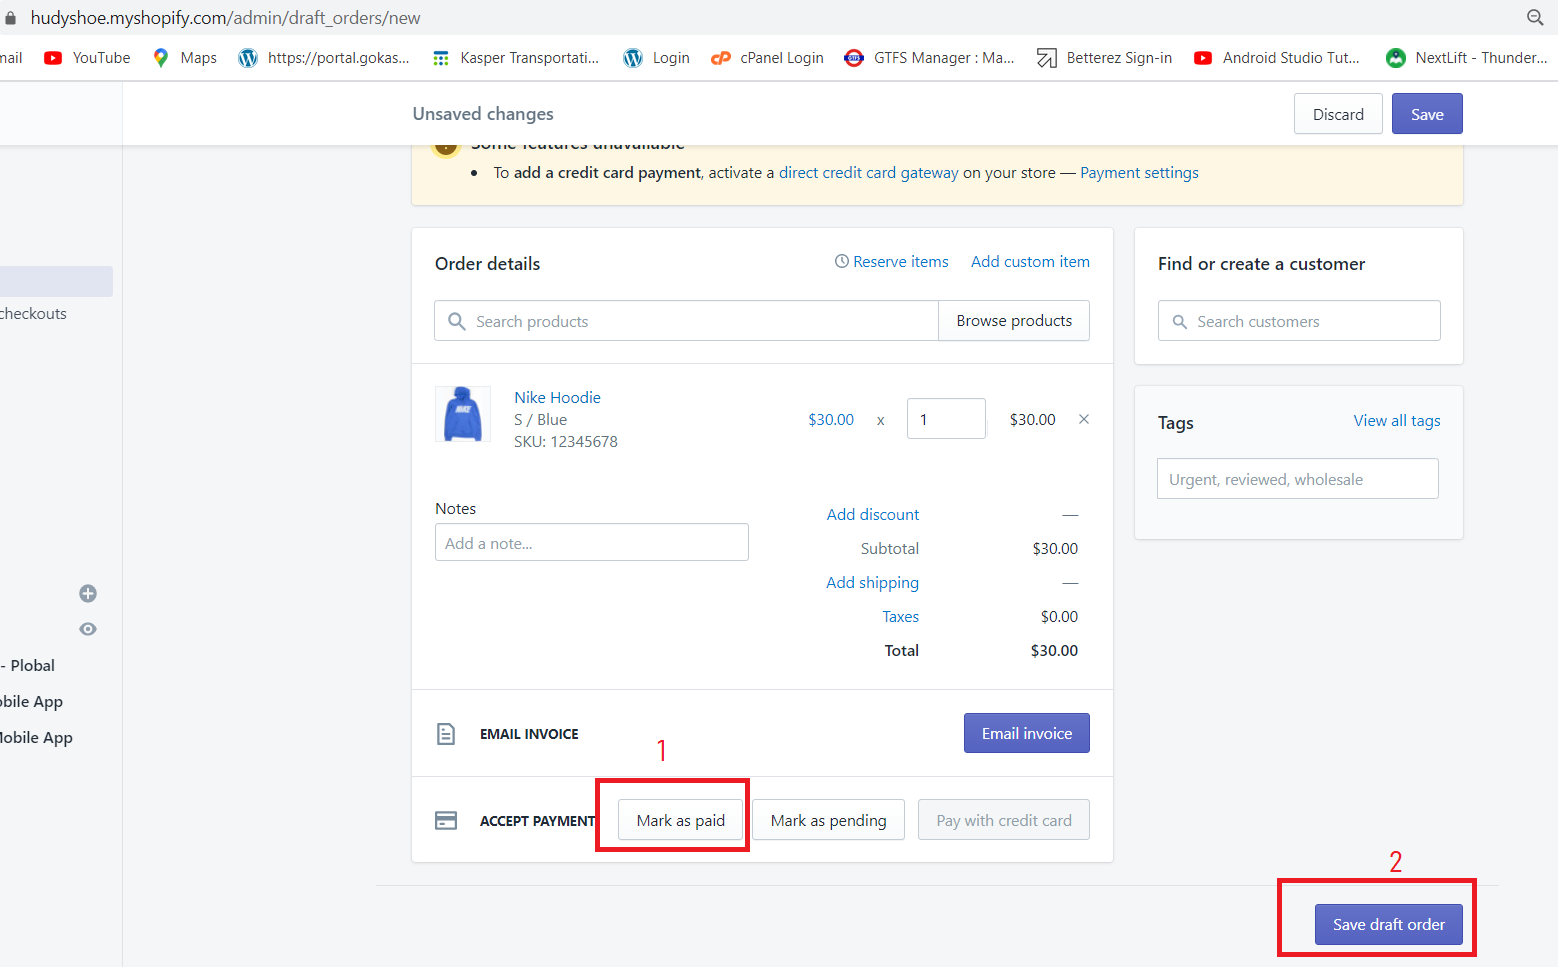 hudyshoe.myshopify.com/admin/draft_orders/new
mail YouTube Maps https://portal.gokas... Kasper Transportati... Login cPanel Login GTFS Manager : Ma... Betterez Sign-in Android Studio Tut... NextLift - Thunder...
Unsaved changes Discard Save
Some features unavailable
• To add a credit card payment, activate a direct credit card gateway on your store — Payment settings
Order details Reserve items Add custom item
Search products Browse products
Nike Hoodie
S / Blue
SKU: 12345678
$30.00 x 1 $30.00 ×
Notes
Add a note...
Add discount —
Subtotal $30.00
Add shipping —
Taxes $0.00
Total $30.00
EMAIL INVOICE Email invoice
1
ACCEPT PAYMENT Mark as paid Mark as pending Pay with credit card
Find or create a customer
Search customers
Tags View all tags
Urgent, reviewed, wholesale
2
Save draft order
checkouts
- Plobal
obile App
Mobile App